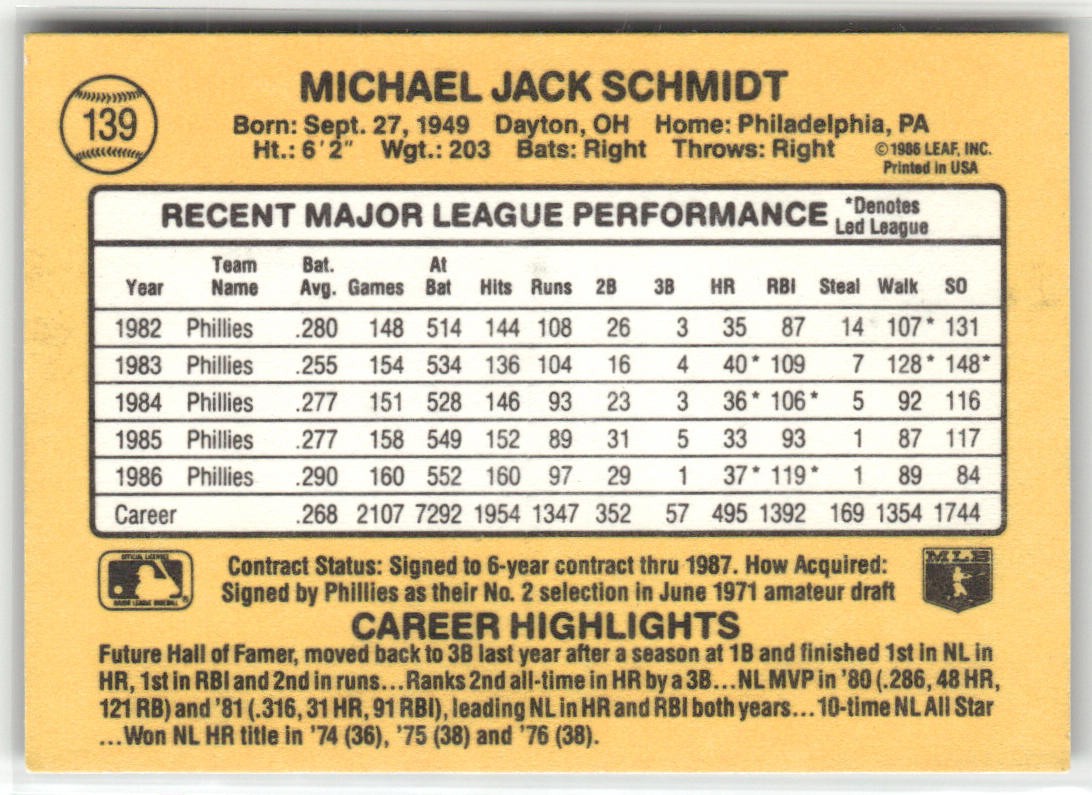 MICHAEL JACK SCHMIDT
139
Born: Sept. 27, 1949 Dayton, OH Home: Philadelphia, PA
Ht.: 6'2" Wgt.: 203 Bats: Right Throws: Right ©1986 LEAF, INC.
Printed in USA
RECENT MAJOR LEAGUE PERFORMANCE *Denotes Led League
Year Team Name Bat. Avg. Games At Bat Hits Runs 2B 3B HR RBI Steal Walk SO
1982 Phillies .280 148 514 144 108 26 3 35 87 14 107* 131
1983 Phillies .255 154 534 136 104 16 4 40* 109 7 128* 148*
1984 Phillies .277 151 528 146 93 23 3 36* 106* 5 92 116
1985 Phillies .277 158 549 152 89 31 5 33 93 1 87 117
1986 Phillies .290 160 552 160 97 29 1 37* 119* 1 89 84
Career .268 2107 7292 1954 1347 352 57 495 1392 169 1354 1744
OFFICIAL LICENSEE
MAJOR LEAGUE BASEBALL
Contract Status: Signed to 6-year contract thru 1987. How Acquired:
Signed by Phillies as their No. 2 selection in June 1971 amateur draft
CAREER HIGHLIGHTS
Future Hall of Famer, moved back to 3B last year after a season at 1B and finished 1st in NL in
HR, 1st in RBI and 2nd in runs...Ranks 2nd all-time in HR by a 3B...NL MVP in '80 (.286, 48 HR,
121 RB) and '81 (.316, 31 HR, 91 RBI), leading NL in HR and RBI both years...10-time NL All Star
...Won NL HR title in '74 (36), '75 (38) and '76 (38).